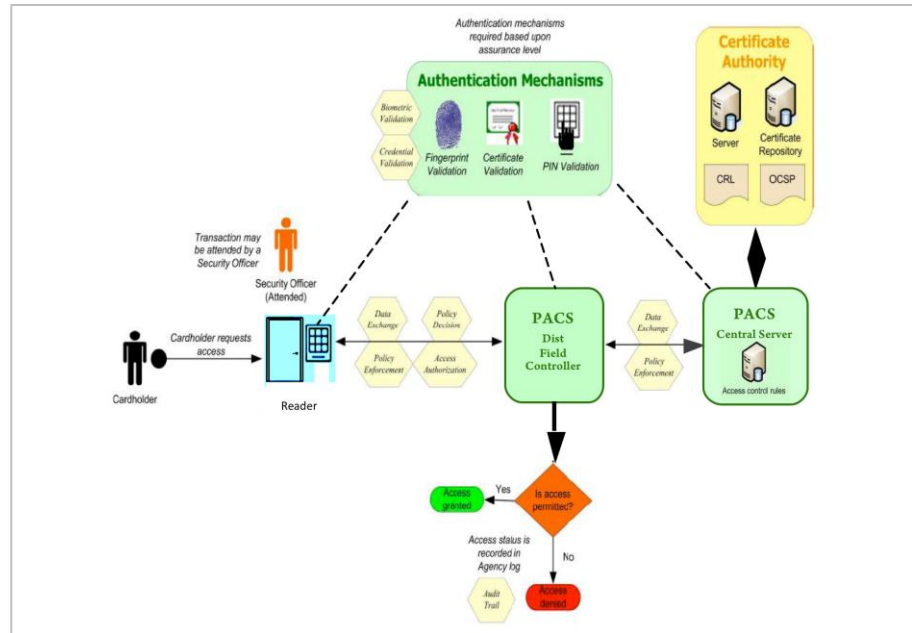 Authentication mechanisms
required based upon
assurance level
Authentication Mechanisms
Biometric
Validation
Credential
Validation
Fingerprint
Validation
Certificate
Validation
PIN Validation
Certificate
Authority
Server
Certificate
Repository
CRL
OCSP
Transaction may
be attended by a
Security Officer
Security Officer
(Attended)
Cardholder requests
access
Cardholder
Reader
Data
Exchange
Policy
Decision
Policy
Enforcement
Access
Authorization
PACS
Dist
Field
Controller
Data
Exchange
Policy
Enforcement
PACS
Central Server
Access control rules
Is access
permitted?
Yes
Access
granted
No
Access
denied
Access status is
recorded in
Agency log
Audit
Trail